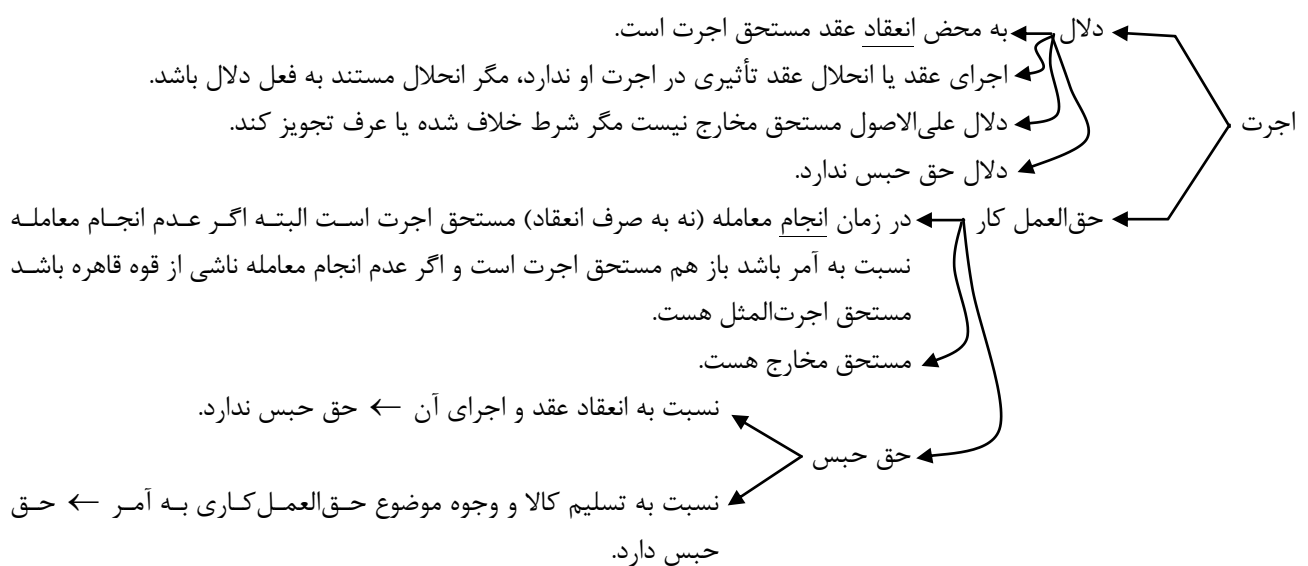 دلال به محض انعقاد عقد مستحق اجرت است.
اجرای عقد یا انحلال عقد تأثیری در اجرت او ندارد، مگر انحلال مستند به فعل دلال باشد.
اجرت
دلال علی‌الاصول مستحق مخارج نیست مگر شرط خلاف شده یا عرف تجویز کند.
دلال حق حبس ندارد.
حق‌العمل کار در زمان انجام معامله (نه به صرف انعقاد) مستحق اجرت است البته اگر عدم انجام معامله
نسبت به آمر باشد باز هم مستحق اجرت است و اگر عدم انجام معامله ناشی از قوه قاهره باشد
مستحق اجرت‌المثل هست.
مستحق مخارج هست.
نسبت به انعقاد عقد و اجرای آن ← حق حبس ندارد.
حق حبس
نسبت به تسلیم کالا و وجوه موضوع حق‌العمل‌کاری به آمر ← حق
حبس دارد.